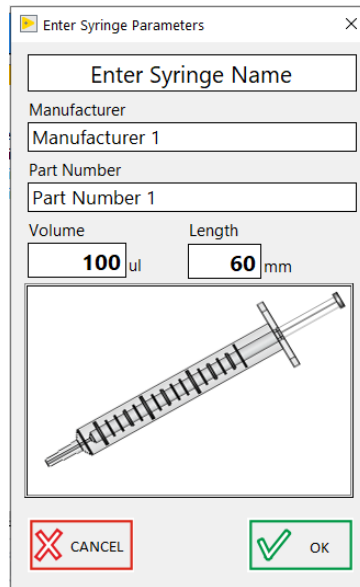 Enter Syringe Parameters
Enter Syringe Name
Manufacturer
Manufacturer 1
Part Number
Part Number 1
Volume Length
100 ul 60 mm
CANCEL OK